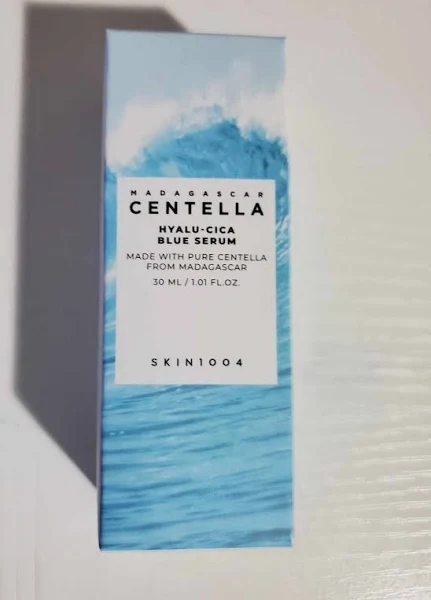 MADAGASCAR
CENTELLA
HYALU-CICA
BLUE SERUM
MADE WITH PURE CENTELLA
FROM MADAGASCAR
30 ML / 1.01 FL.OZ.
SKIN1004